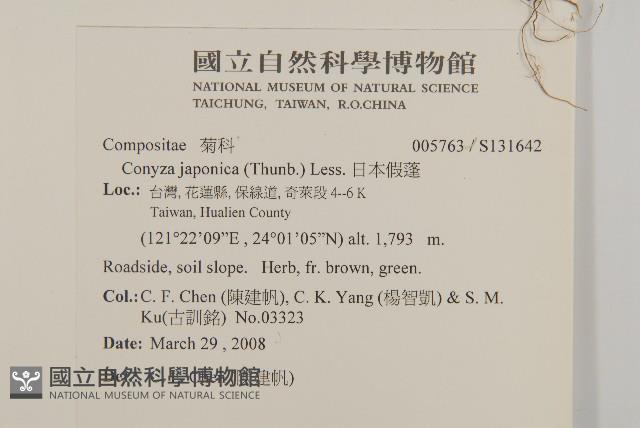 國立自然科學博物館
NATIONAL MUSEUM OF NATURAL SCIENCE
TAICHUNG, TAIWAN, R.O.CHINA
Compositae 菊科 005763 / S131642
Conyza japonica (Thunb.) Less. 日本假蓬
Loc.: 台灣, 花蓮縣, 保線道, 奇萊段 4--6 K
Taiwan, Hualien County
(121°22’09”E , 24°01’05”N) alt. 1,793 m.
Roadside, soil slope. Herb, fr. brown, green.
Col.: C. F. Chen (陳建帆), C. K. Yang (楊智凱) & S. M.
Ku(古訓銘) No.03323
Date: March 29 , 2008
建帆)
國立自然科學博物館
NATIONAL MUSEUM OF NATURAL SCIENCE